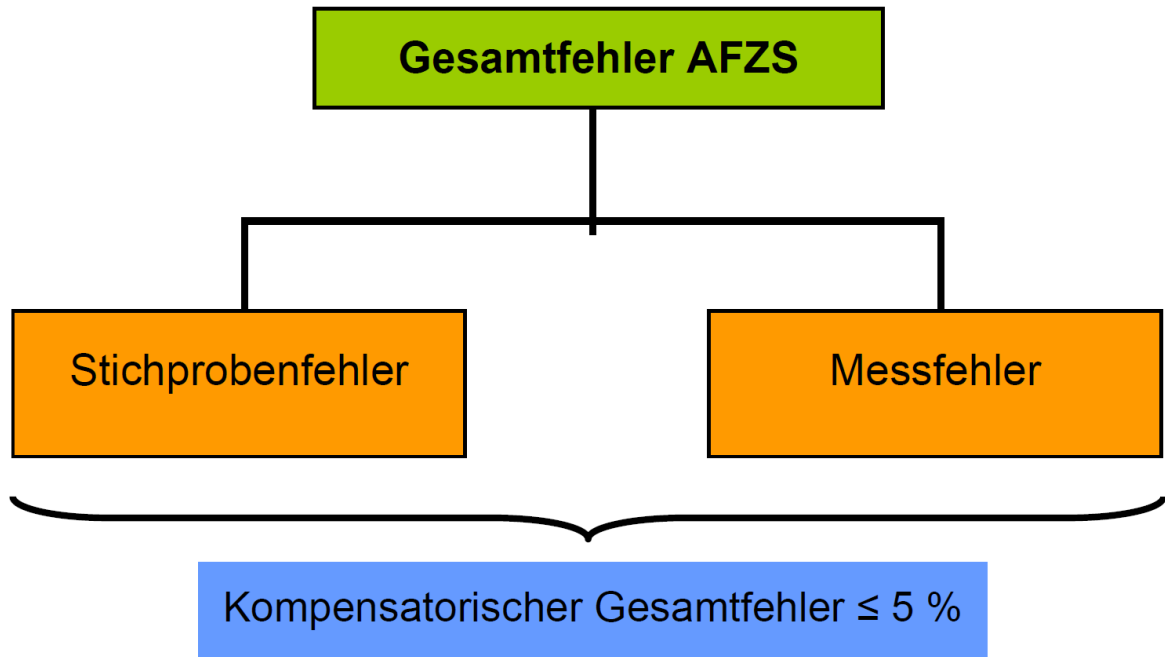 Gesamtfehler AFZS
Stichprobenfehler
Messfehler
Kompensatorischer Gesamtfehler ≤ 5 %